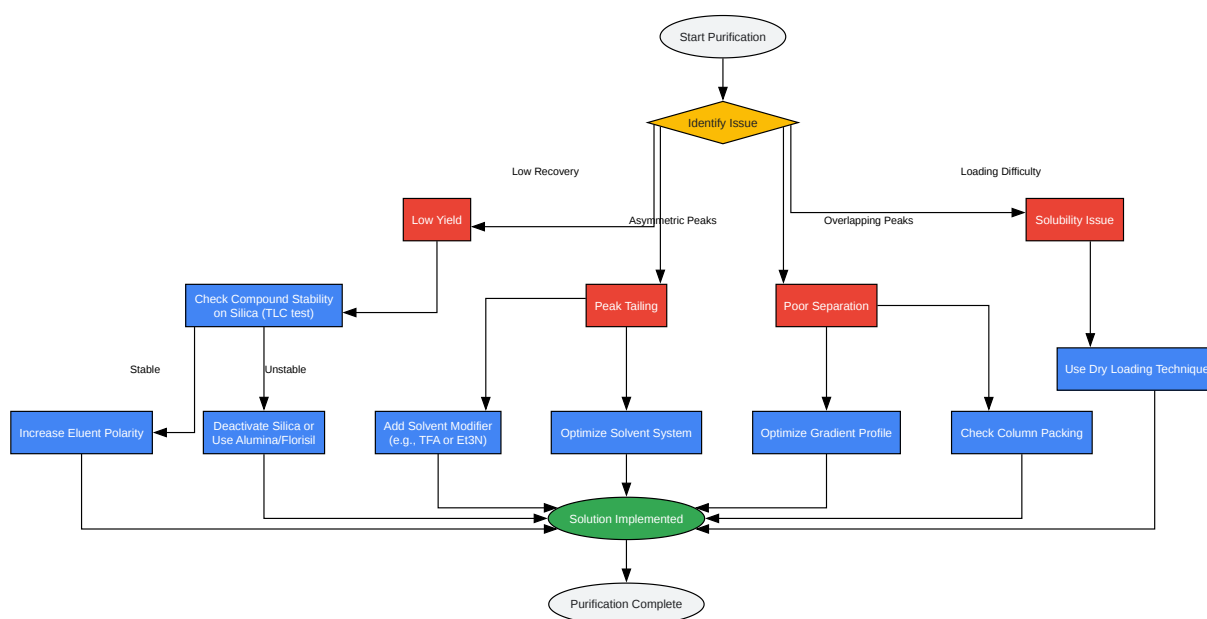 Start Purification
Identify Issue
Low Recovery
Loading Difficulty
Low Yield
Asymmetric Peaks
Overlapping Peaks
Solubility Issue
Check Compound Stability
on Silica (TLC test)
Peak Tailing
Poor Separation
Stable
Unstable
Use Dry Loading Technique
Increase Eluent Polarity
Deactivate Silica or
Use Alumina/Florisil
Add Solvent Modifier
(e.g., TFA or Et3N)
Optimize Solvent System
Optimize Gradient Profile
Check Column Packing
Solution Implemented
Purification Complete